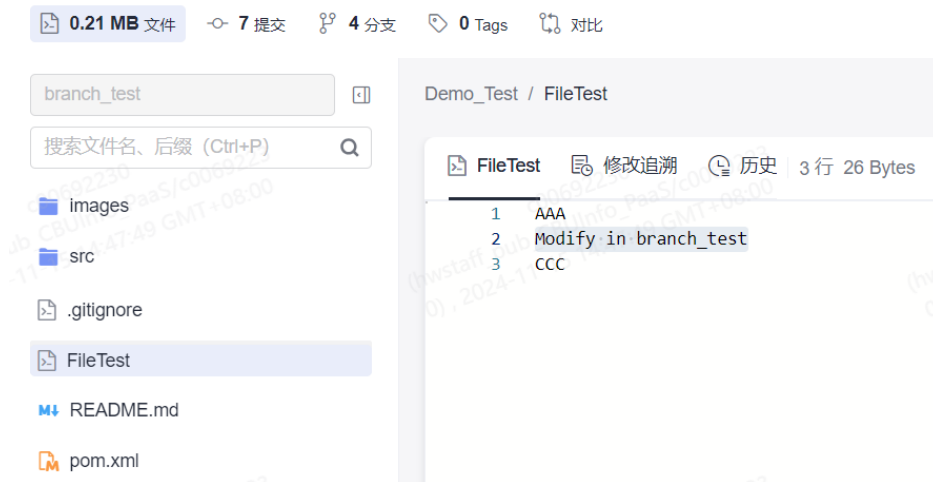 0.21 MB 文件 7 提交 4 分支 0 Tags 对比
branch_test
搜索文件名、后缀（Ctrl+P）
images
src
.gitignore
FileTest
README.md
pom.xml
Demo_Test / FileTest
FileTest 修改追溯 历史 3 行 26 Bytes
1 AAA
2 Modify in branch_test
3 CCC